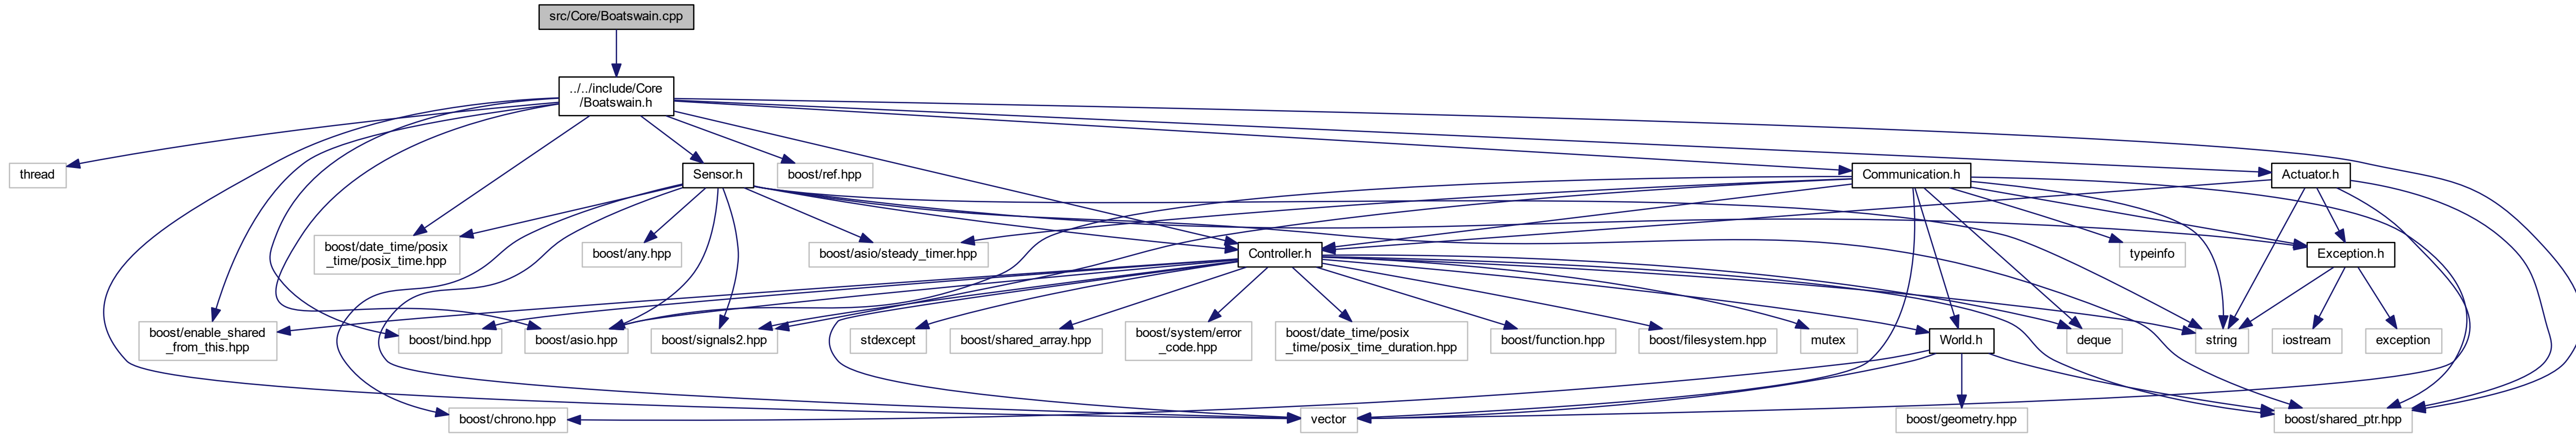 src/Core/Boatswain.cpp
../../include/Core
/Boatswain.h
thread
Sensor.h
boost/ref.hpp
Communication.h
Actuator.h
boost/date_time/posix
_time/posix_time.hpp
boost/any.hpp
boost/asio/steady_timer.hpp
Controller.h
typeinfo
Exception.h
boost/enable_shared
_from_this.hpp
boost/bind.hpp
boost/asio.hpp
boost/signals2.hpp
stdexcept
boost/shared_array.hpp
boost/system/error
_code.hpp
boost/date_time/posix
_time/posix_time_duration.hpp
boost/function.hpp
boost/filesystem.hpp
mutex
World.h
deque
string
iostream
exception
boost/chrono.hpp
vector
boost/geometry.hpp
boost/shared_ptr.hpp